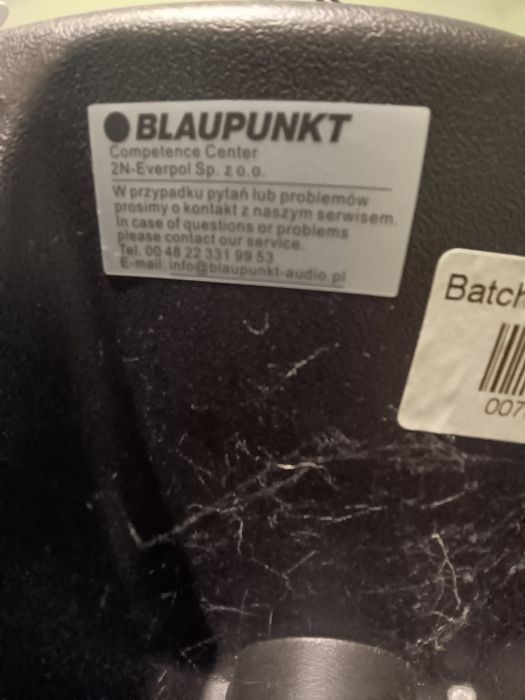 BLAUPUNKT
Competence Center
2N-Everpol Sp. z o.o.
W przypadku pytań lub problemów
prosimy o kontakt z naszym serwisem.
In case of questions or problems
please contact our service.
Tel. 00 48 22 331 99 53
E-mail: info@blaupunkt-audio.pl
Batch
007